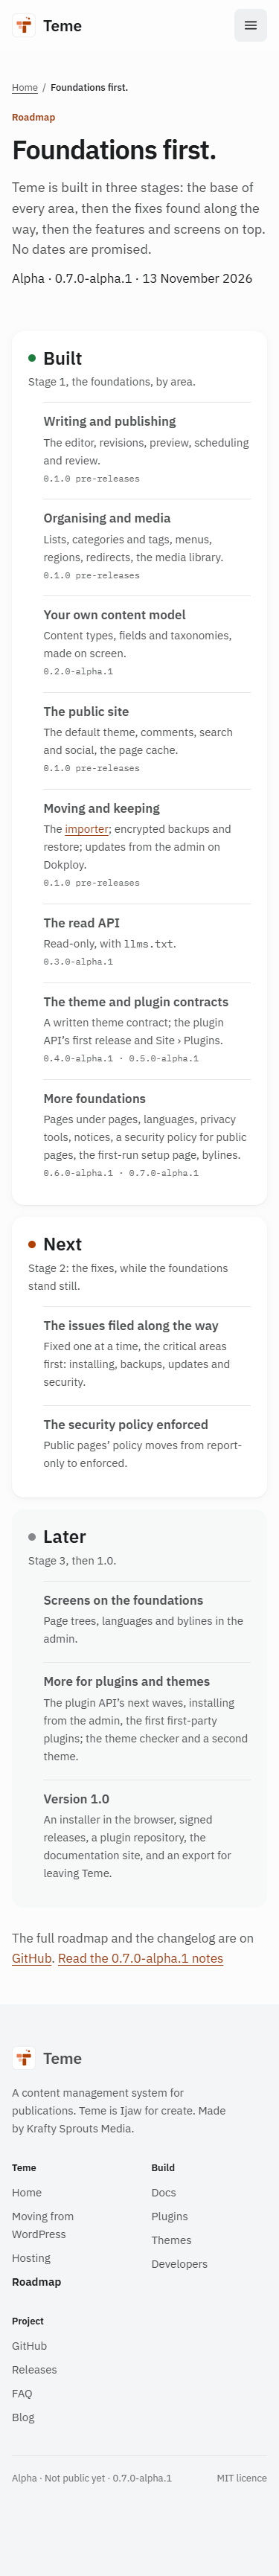 Teme
Home / Foundations first.
Roadmap
Foundations first.
Teme is built in three stages: the base of
every area, then the fixes found along the
way, then the features and screens on top.
No dates are promised.
Alpha · 0.7.0-alpha.1 · 13 November 2026
Built
Stage 1, the foundations, by area.
Writing and publishing
The editor, revisions, preview, scheduling
and review.
0.1.0 pre-releases
Organising and media
Lists, categories and tags, menus,
regions, redirects, the media library.
0.1.0 pre-releases
Your own content model
Content types, fields and taxonomies,
made on screen.
0.2.0-alpha.1
The public site
The default theme, comments, search
and social, the page cache.
0.1.0 pre-releases
Moving and keeping
The importer; encrypted backups and
restore; updates from the admin on
Dokploy.
0.1.0 pre-releases
The read API
Read-only, with llms.txt.
0.3.0-alpha.1
The theme and plugin contracts
A written theme contract; the plugin
API’s first release and Site › Plugins.
0.4.0-alpha.1 · 0.5.0-alpha.1
More foundations
Pages under pages, languages, privacy
tools, notices, a security policy for public
pages, the first-run setup page, bylines.
0.6.0-alpha.1 · 0.7.0-alpha.1
Next
Stage 2: the fixes, while the foundations
stand still.
The issues filed along the way
Fixed one at a time, the critical areas
first: installing, backups, updates and
security.
The security policy enforced
Public pages’ policy moves from report-
only to enforced.
Later
Stage 3, then 1.0.
Screens on the foundations
Page trees, languages and bylines in the
admin.
More for plugins and themes
The plugin API’s next waves, installing
from the admin, the first first-party
plugins; the theme checker and a second
theme.
Version 1.0
An installer in the browser, signed
releases, a plugin repository, the
documentation site, and an export for
leaving Teme.
The full roadmap and the changelog are on
GitHub. Read the 0.7.0-alpha.1 notes
Teme
A content management system for
publications. Teme is Ijaw for create. Made
by Krafty Sprouts Media.
Teme
Home
Moving from
WordPress
Hosting
Roadmap
Build
Docs
Plugins
Themes
Developers
Project
GitHub
Releases
FAQ
Blog
Alpha · Not public yet · 0.7.0-alpha.1
MIT licence